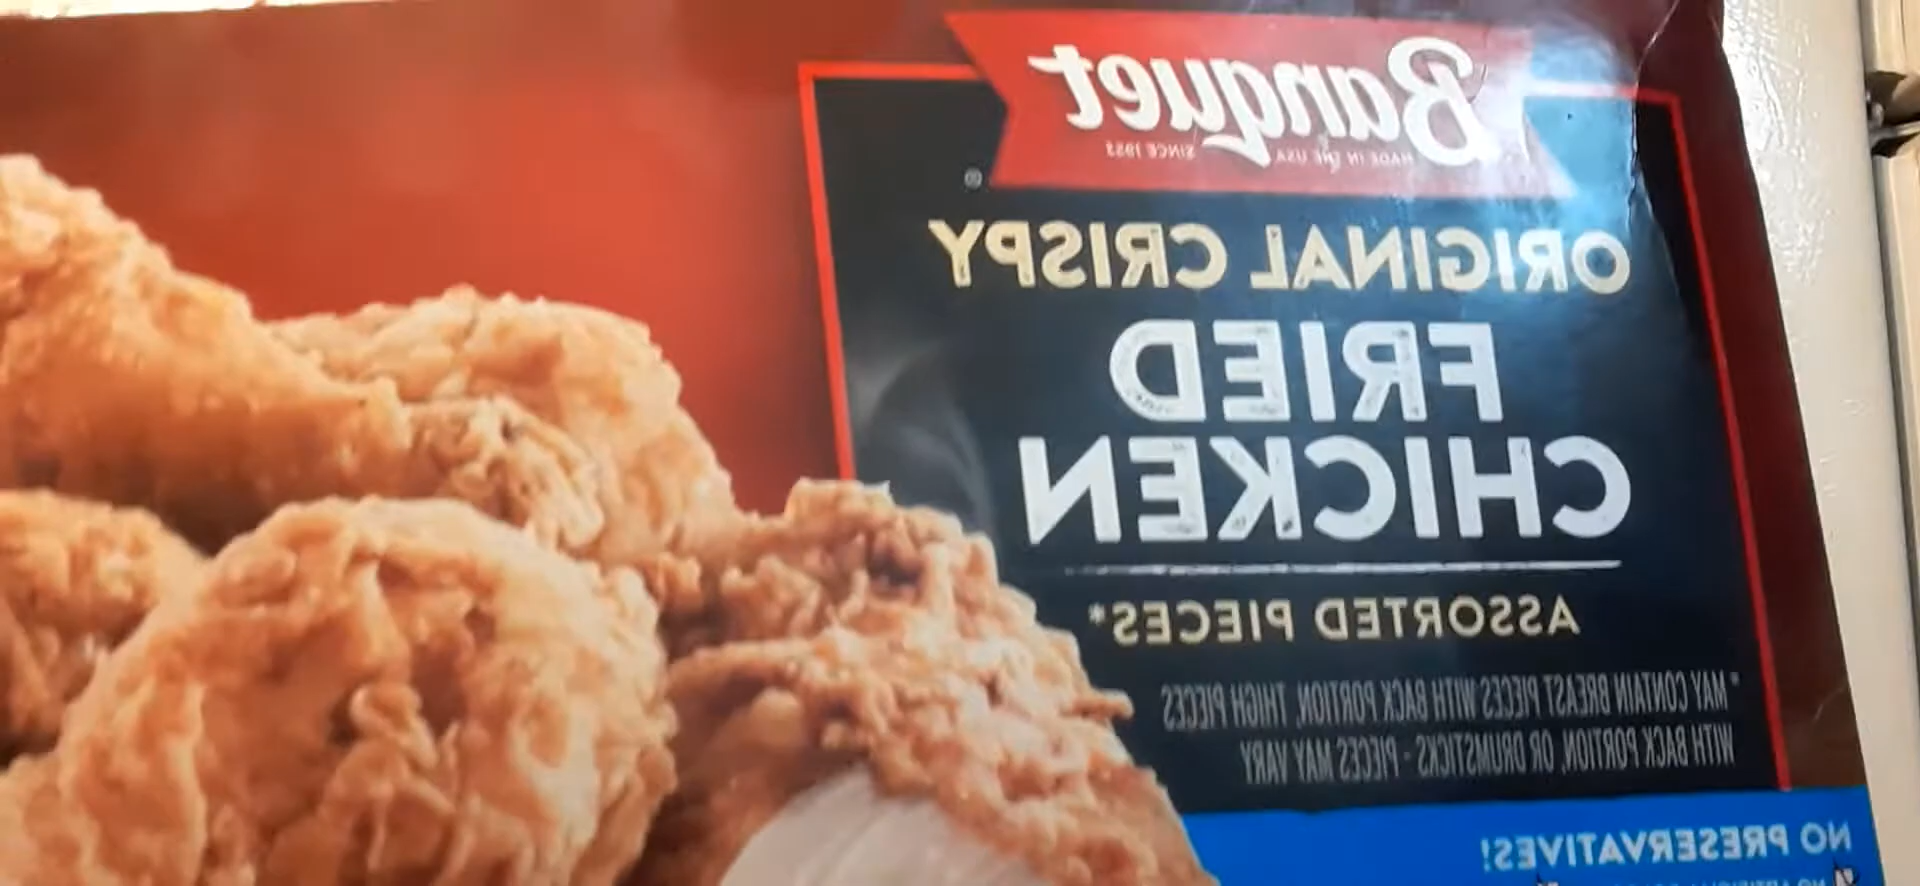 Banquet
MADE IN THE USA SINCE 1953
®
ORIGINAL CRISPY
FRIED
CHICKEN
ASSORTED PIECES*
* MAY CONTAIN BREAST PIECES WITH BACK PORTION, THIGH PIECES
WITH BACK PORTION, OR DRUMSTICKS - PIECES MAY VARY
NO PRESERVATIVES!